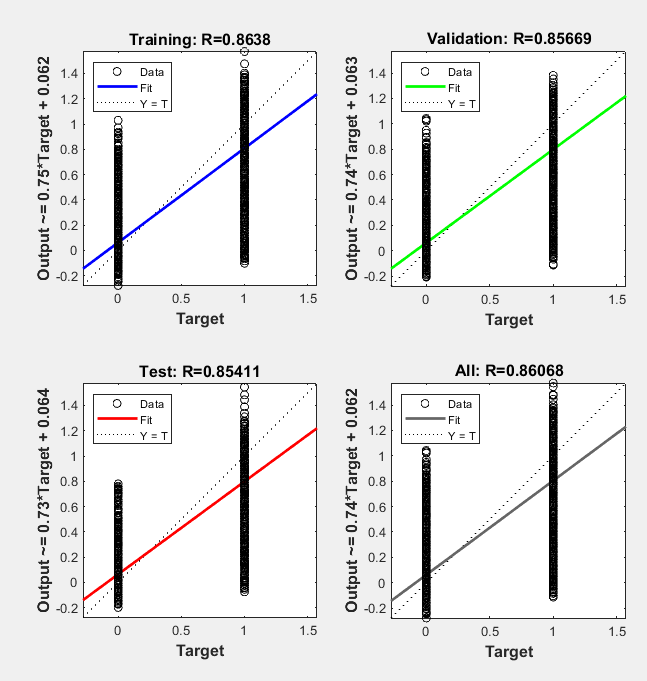 Training: R=0.8638
Output ~= 0.75*Target + 0.062
1.4
1.2
1
0.8
0.6
0.4
0.2
0
-0.2
Data
Fit
Y = T
0
0.5
1
1.5
Target
Validation: R=0.85669
Output ~= 0.74*Target + 0.063
1.4
1.2
1
0.8
0.6
0.4
0.2
0
-0.2
Data
Fit
Y = T
0
0.5
1
1.5
Target
Test: R=0.85411
Output ~= 0.73*Target + 0.064
1.4
1.2
1
0.8
0.6
0.4
0.2
0
-0.2
Data
Fit
Y = T
0
0.5
1
1.5
Target
All: R=0.86068
Output ~= 0.74*Target + 0.062
1.4
1.2
1
0.8
0.6
0.4
0.2
0
-0.2
Data
Fit
Y = T
0
0.5
1
1.5
Target